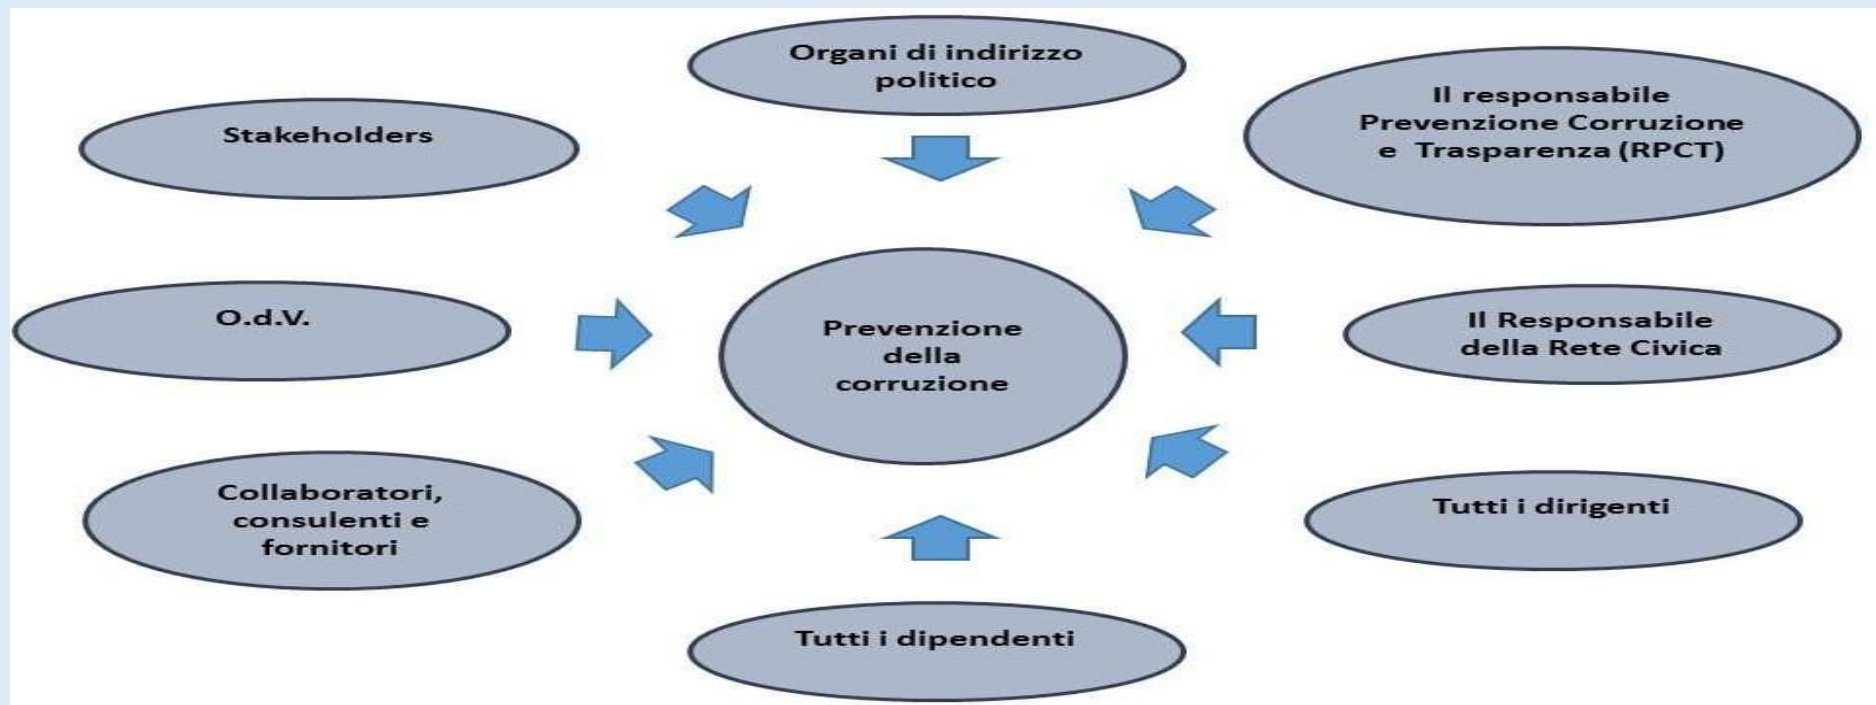 Organi di indirizzo
politico
Il responsabile
Prevenzione Corruzione
e Trasparenza (RPCT)
Stakeholders
O.d.V.
Prevenzione
della
corruzione
Il Responsabile
della Rete Civica
Collaboratori,
consulenti e
fornitori
Tutti i dirigenti
Tutti i dipendenti